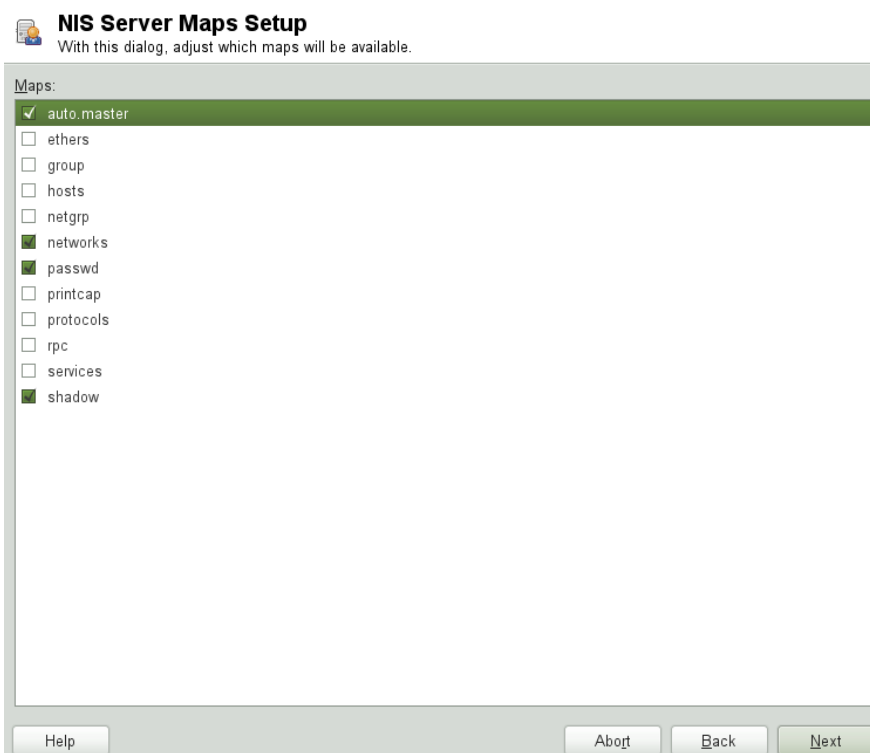 NIS Server Maps Setup
With this dialog, adjust which maps will be available.
Maps:
auto.master
ethers
group
hosts
netgrp
networks
passwd
printcap
protocols
rpc
services
shadow
Help
Abort
Back
Next